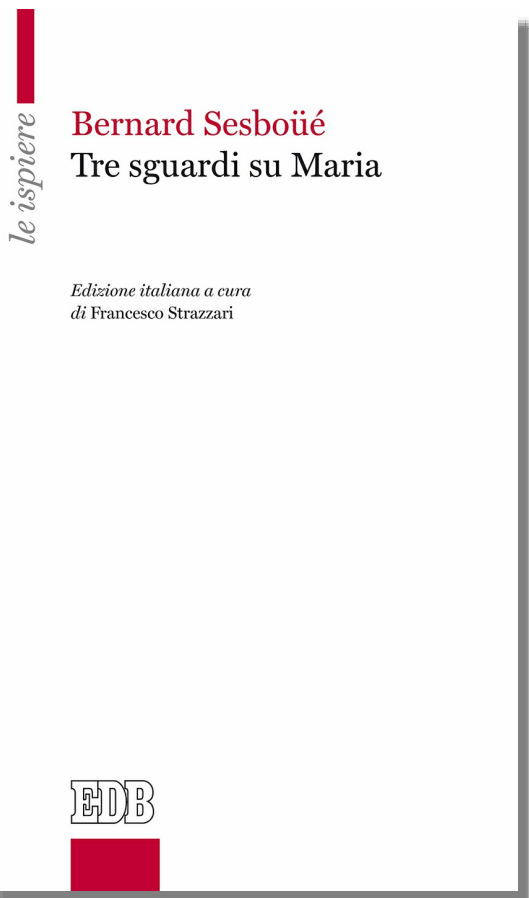 le ispiere
Bernard Sesboüé
Tre sguardi su Maria
Edizione italiana a cura
di Francesco Strazzari
EDB